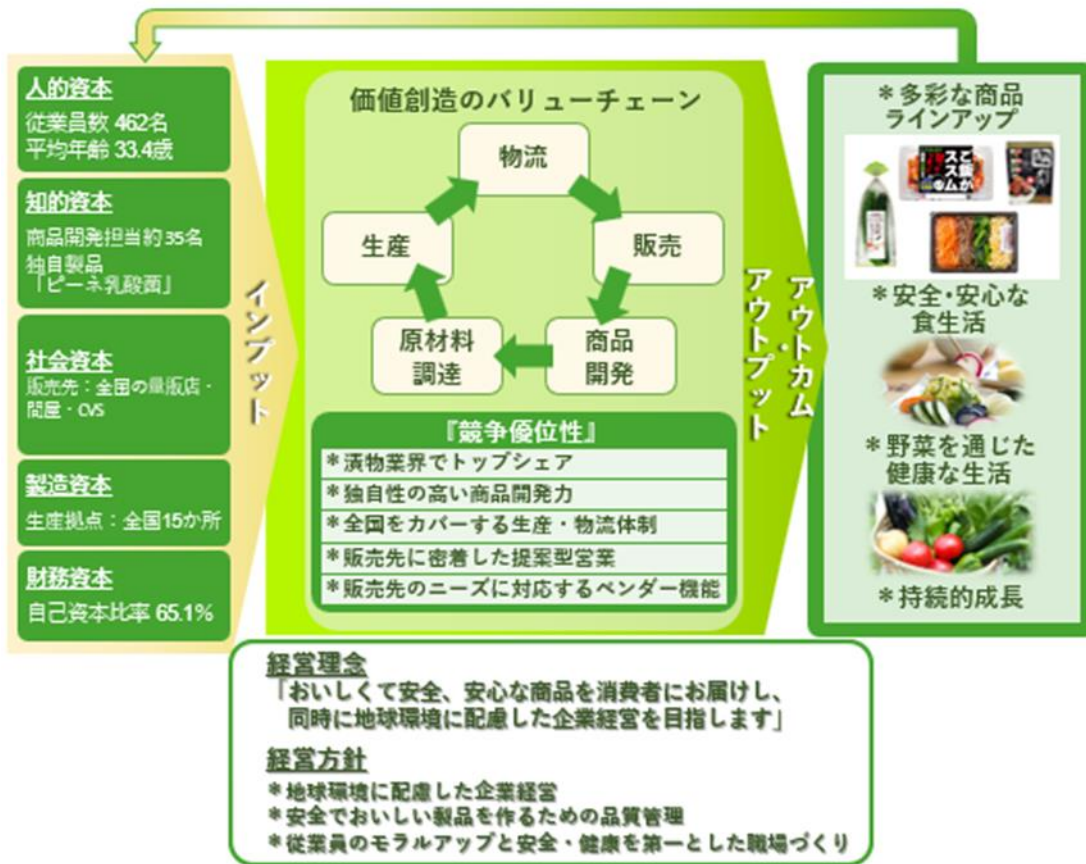 人的資本
従業員数 462名
平均年齢 33.4歳
知的資本
商品開発担当約35名
独自製品
「ピーネ乳酸菌』
社会資本
販売先：全国の量販店・
問屋・CVS
製造資本
生産拠点：全国15か所
財務資本
自己資本比率 65.1%
インプット
価値創造のバリューチェーン
物流
生産
販売
原材料
調達
商品
開発
『競争優位性』
＊漬物業界でトップシェア
＊独自性の高い商品開発力
＊全国をカバーする生産・物流体制
＊販売先に密着した提案型営業
＊販売先のニーズに対応するベンダー機能
アウトプット
アウトカム
＊多彩な商品
ラインアップ
ご飯が
ススム
＊安全・安心な
食生活
＊野菜を通じた
健康な生活
＊持続的成長
経営理念
「おいしくて安全、安心な商品を消費者にお届けし、
同時に地球環境に配慮した企業経営を目指します」
経営方針
＊地球環境に配慮した企業経営
＊安全でおいしい製品を作るための品質管理
＊従業員のモラルアップと安全・健康を第一とした職場づくり